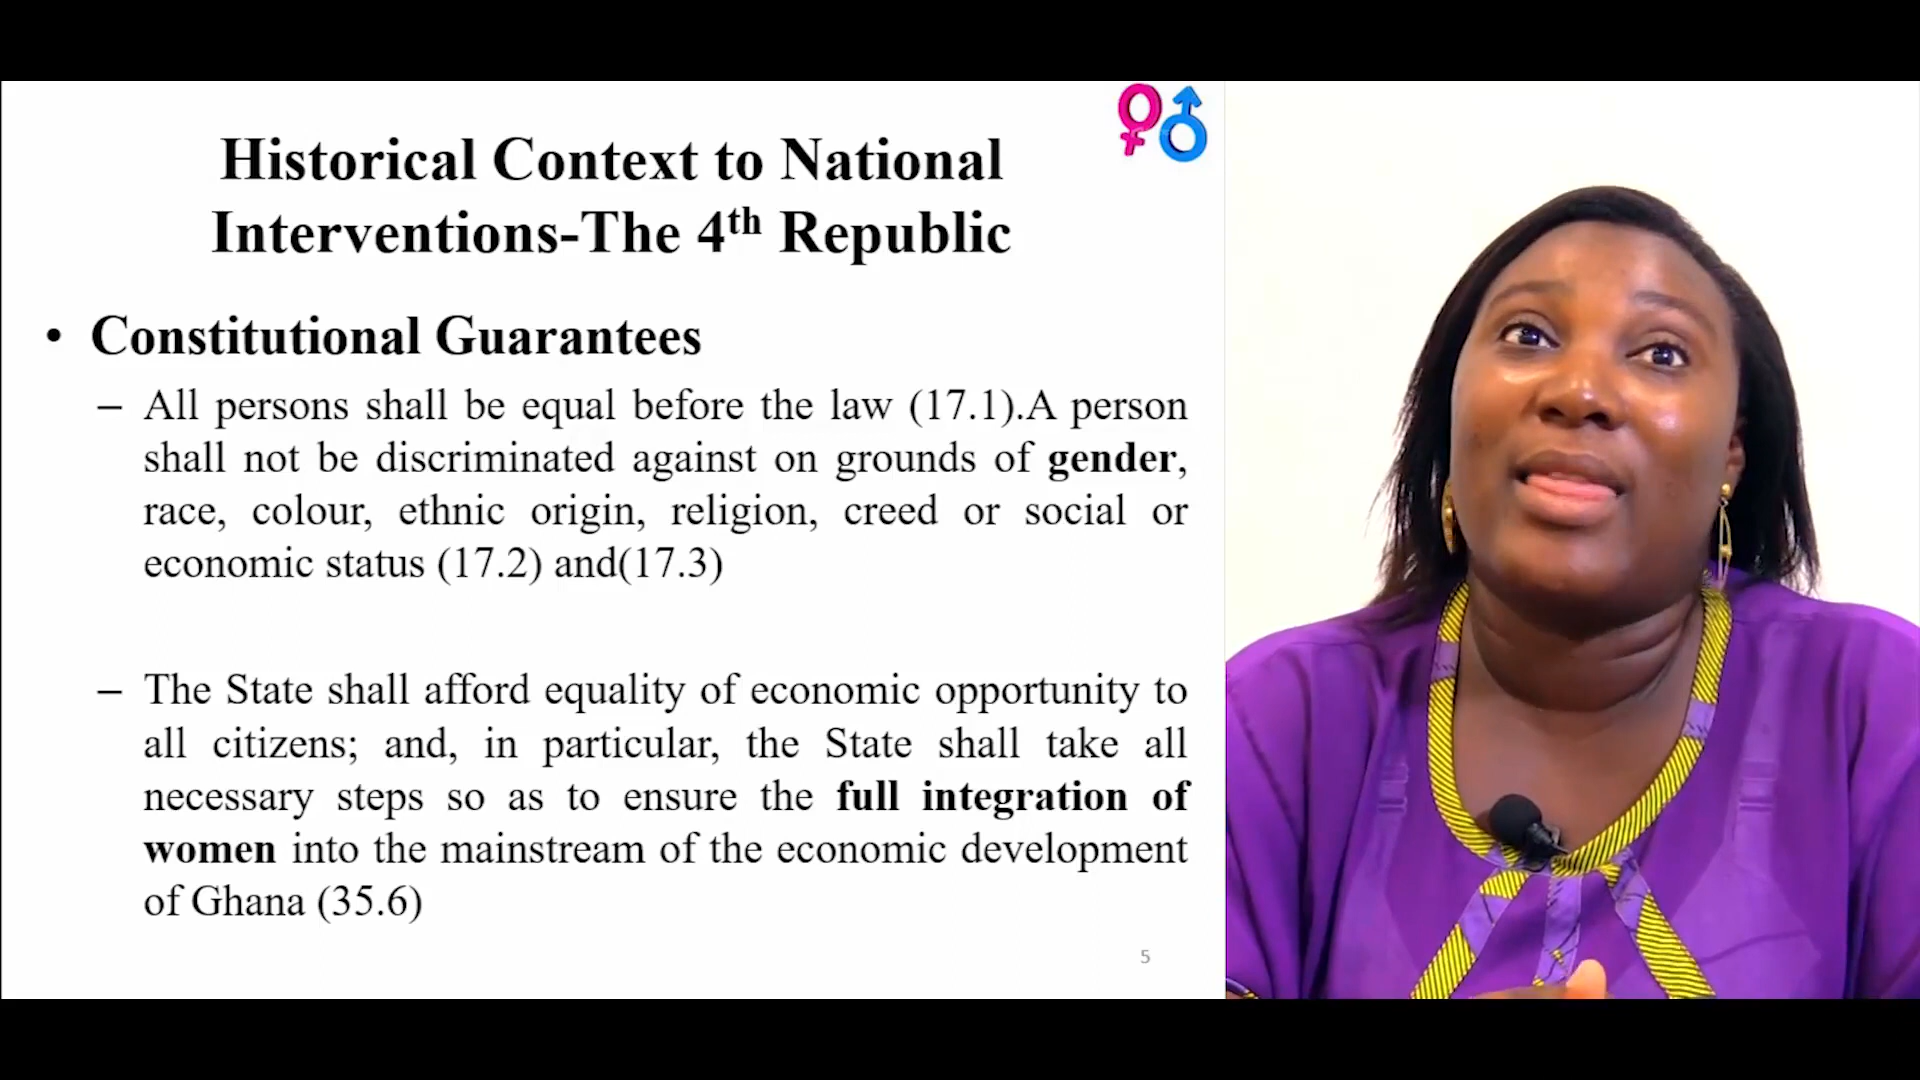 Historical Context to National
Interventions-The 4th Republic
• Constitutional Guarantees
– All persons shall be equal before the law (17.1).A person
shall not be discriminated against on grounds of gender,
race, colour, ethnic origin, religion, creed or social or
economic status (17.2) and(17.3)
– The State shall afford equality of economic opportunity to
all citizens; and, in particular, the State shall take all
necessary steps so as to ensure the full integration of
women into the mainstream of the economic development
of Ghana (35.6)
5